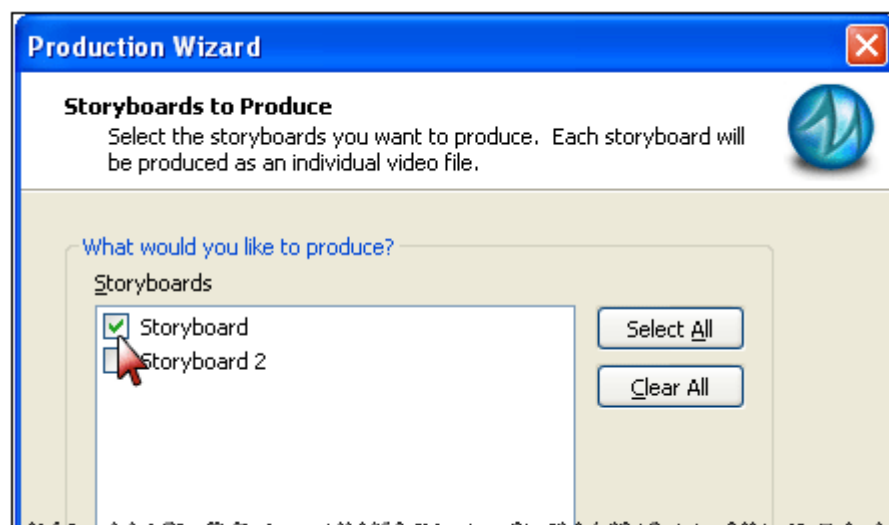 Production Wizard
Storyboards to Produce
Select the storyboards you want to produce. Each storyboard will
be produced as an individual video file.
What would you like to produce?
Storyboards
Storyboard
Select All
Storyboard 2
Clear All